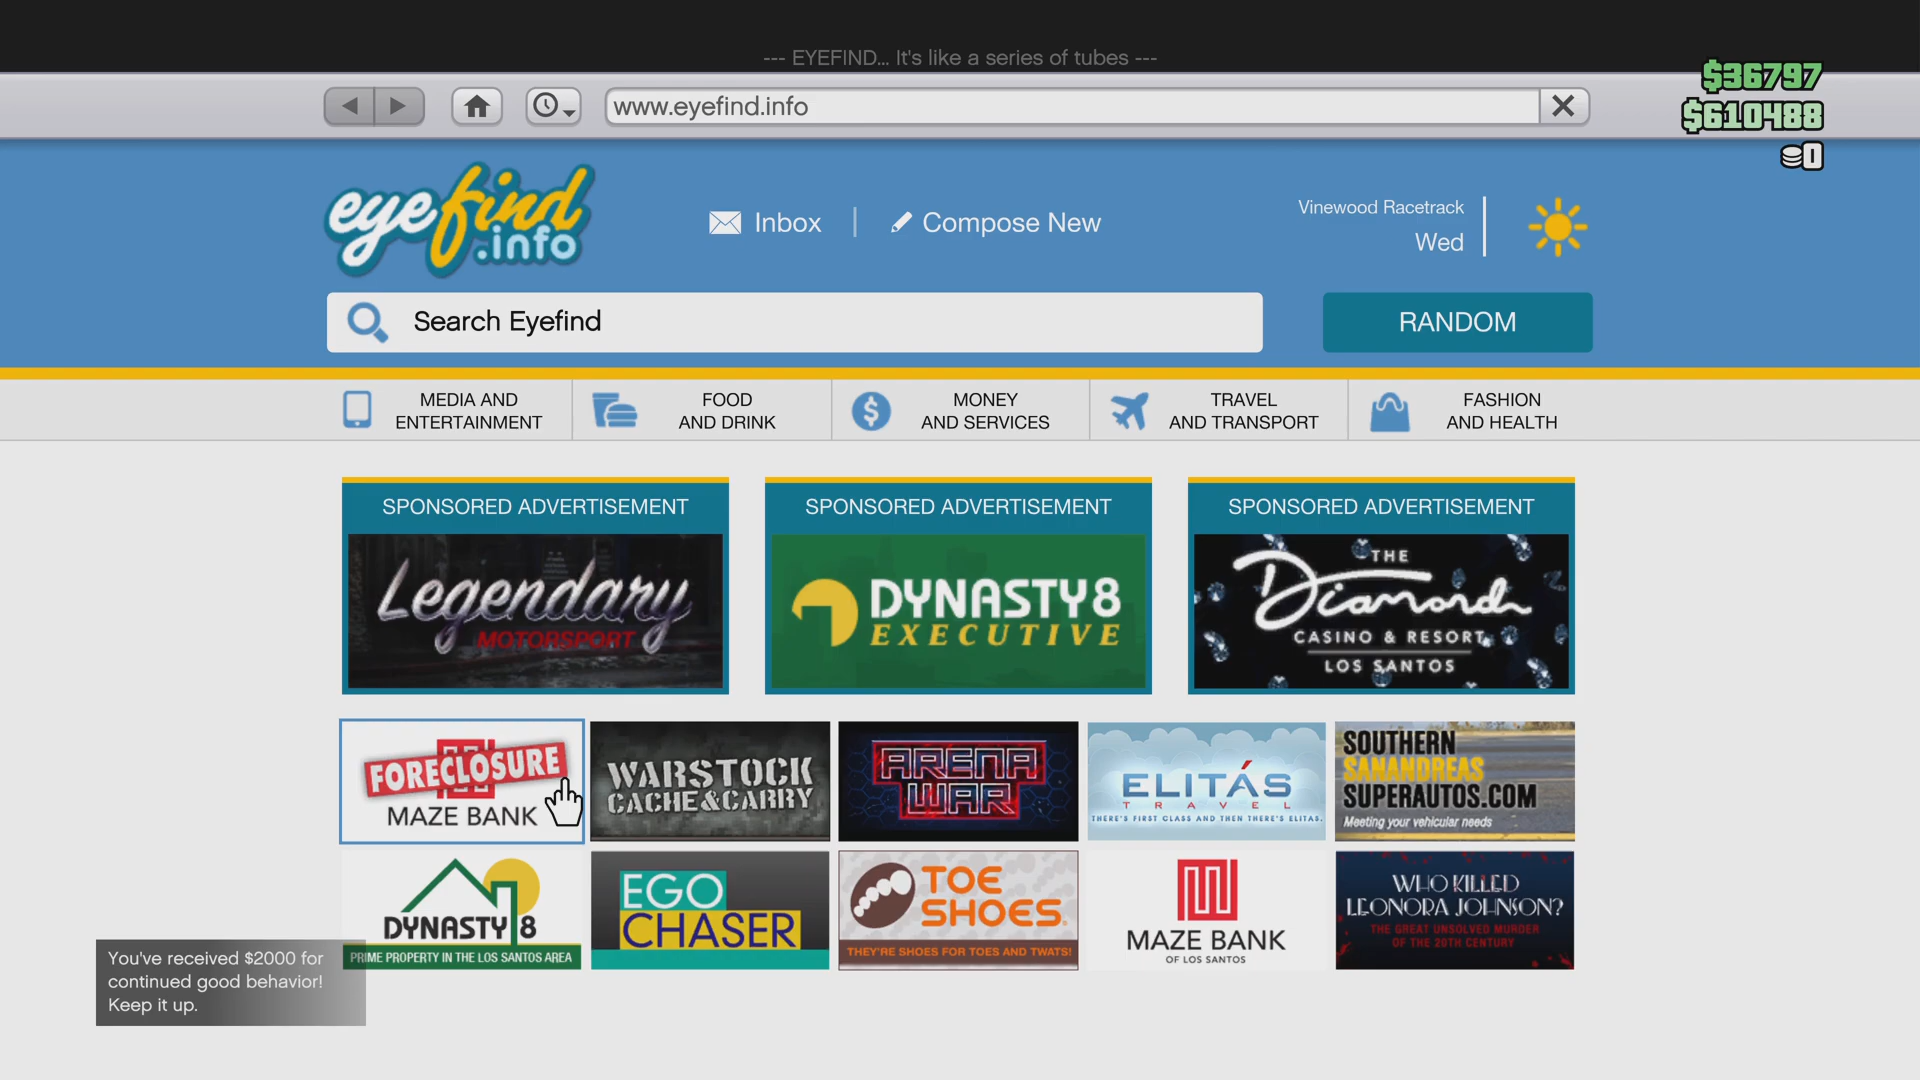 --- EYEFIND... It's like a series of tubes ---
$36797
www.eyefind.info
$610488
0
eyefind
.info
Inbox
Compose New
Vinewood Racetrack
Wed
Search Eyefind
RANDOM
MEDIA AND
ENTERTAINMENT
FOOD
AND DRINK
MONEY
AND SERVICES
TRAVEL
AND TRANSPORT
FASHION
AND HEALTH
SPONSORED ADVERTISEMENT
Legendary
MOTORSPORT
SPONSORED ADVERTISEMENT
DYNASTY 8
EXECUTIVE
SPONSORED ADVERTISEMENT
THE
Diamond
CASINO & RESORT
LOS SANTOS
FORECLOSURE
MAZE BANK
WARSTOCK
CACHE&CARRY
ARENA
WAR
ELITÁS
TRAVEL
THERE'S FIRST CLASS AND THEN THERE'S ELITAS.
SOUTHERN
SANANDREAS
SUPERAUTOS.COM
Meeting your vehicular needs
DYNASTY 8
PRIME PROPERTY IN THE LOS SANTOS AREA
EGO
CHASER
TOE
SHOES
THEY'RE SHOES FOR TOES AND TWATS!
MAZE BANK
OF LOS SANTOS
WHO KILLED
LEONORA JOHNSON?
THE GREAT UNSOLVED MURDER
OF THE 20TH CENTURY
You've received $2000 for
continued good behavior!
Keep it up.